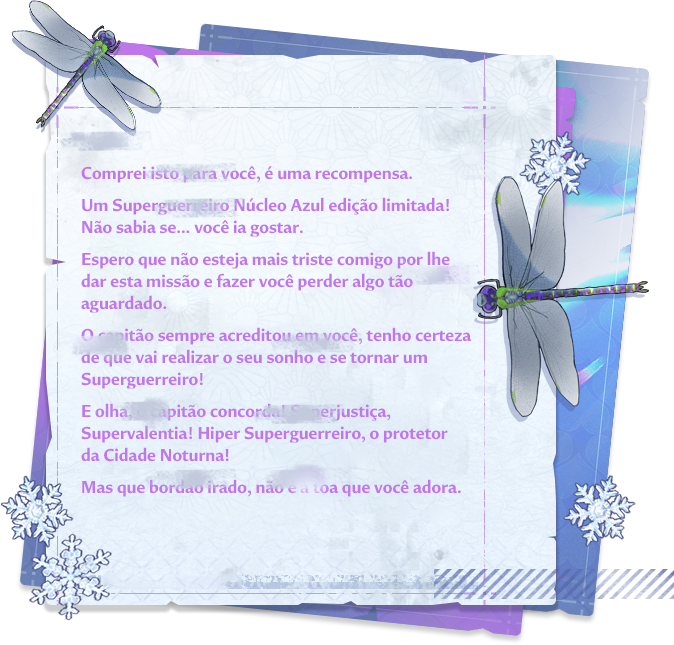 Comprei isto para você, é uma recompensa.
Um Superguerreiro Núcleo Azul edição limitada!
Não sabia se... você ia gostar.
Espero que não esteja mais triste comigo por lhe
dar esta missão e fazer você perder algo tão
aguardado.
O capitão sempre acreditou em você, tenho certeza
de que vai realizar o seu sonho e se tornar um
Superguerreiro!
E olha, o capitão concorda! Superjustiça,
Supervalentia! Hiper Superguerreiro, o protetor
da Cidade Noturna!
Mas que bordão irado, não é à toa que você adora.